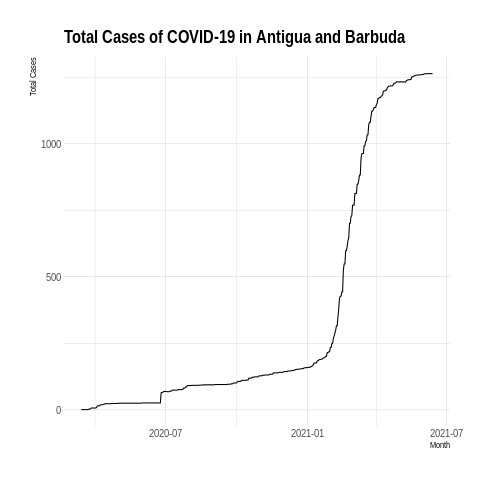 Total Cases of COVID-19 in Antigua and Barbuda
Total Cases
1000
500
0
2020-07
2021-01
2021-07
Month